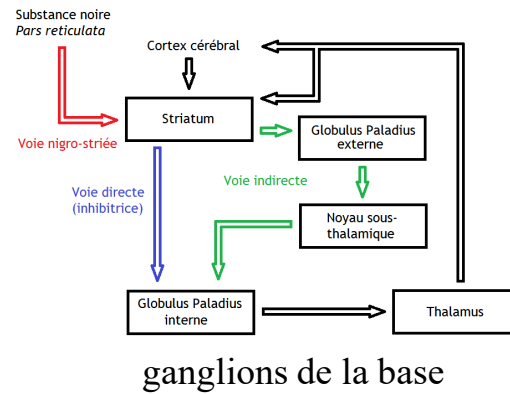 Substance noire
Pars reticulata
Cortex cérébral
Striatum
Globulus Paladius
externe
Voie nigro-striée
Voie indirecte
Voie directe
(inhibitrice)
Noyau sous-
thalamique
Globulus Paladius
interne
Thalamus
ganglions de la base